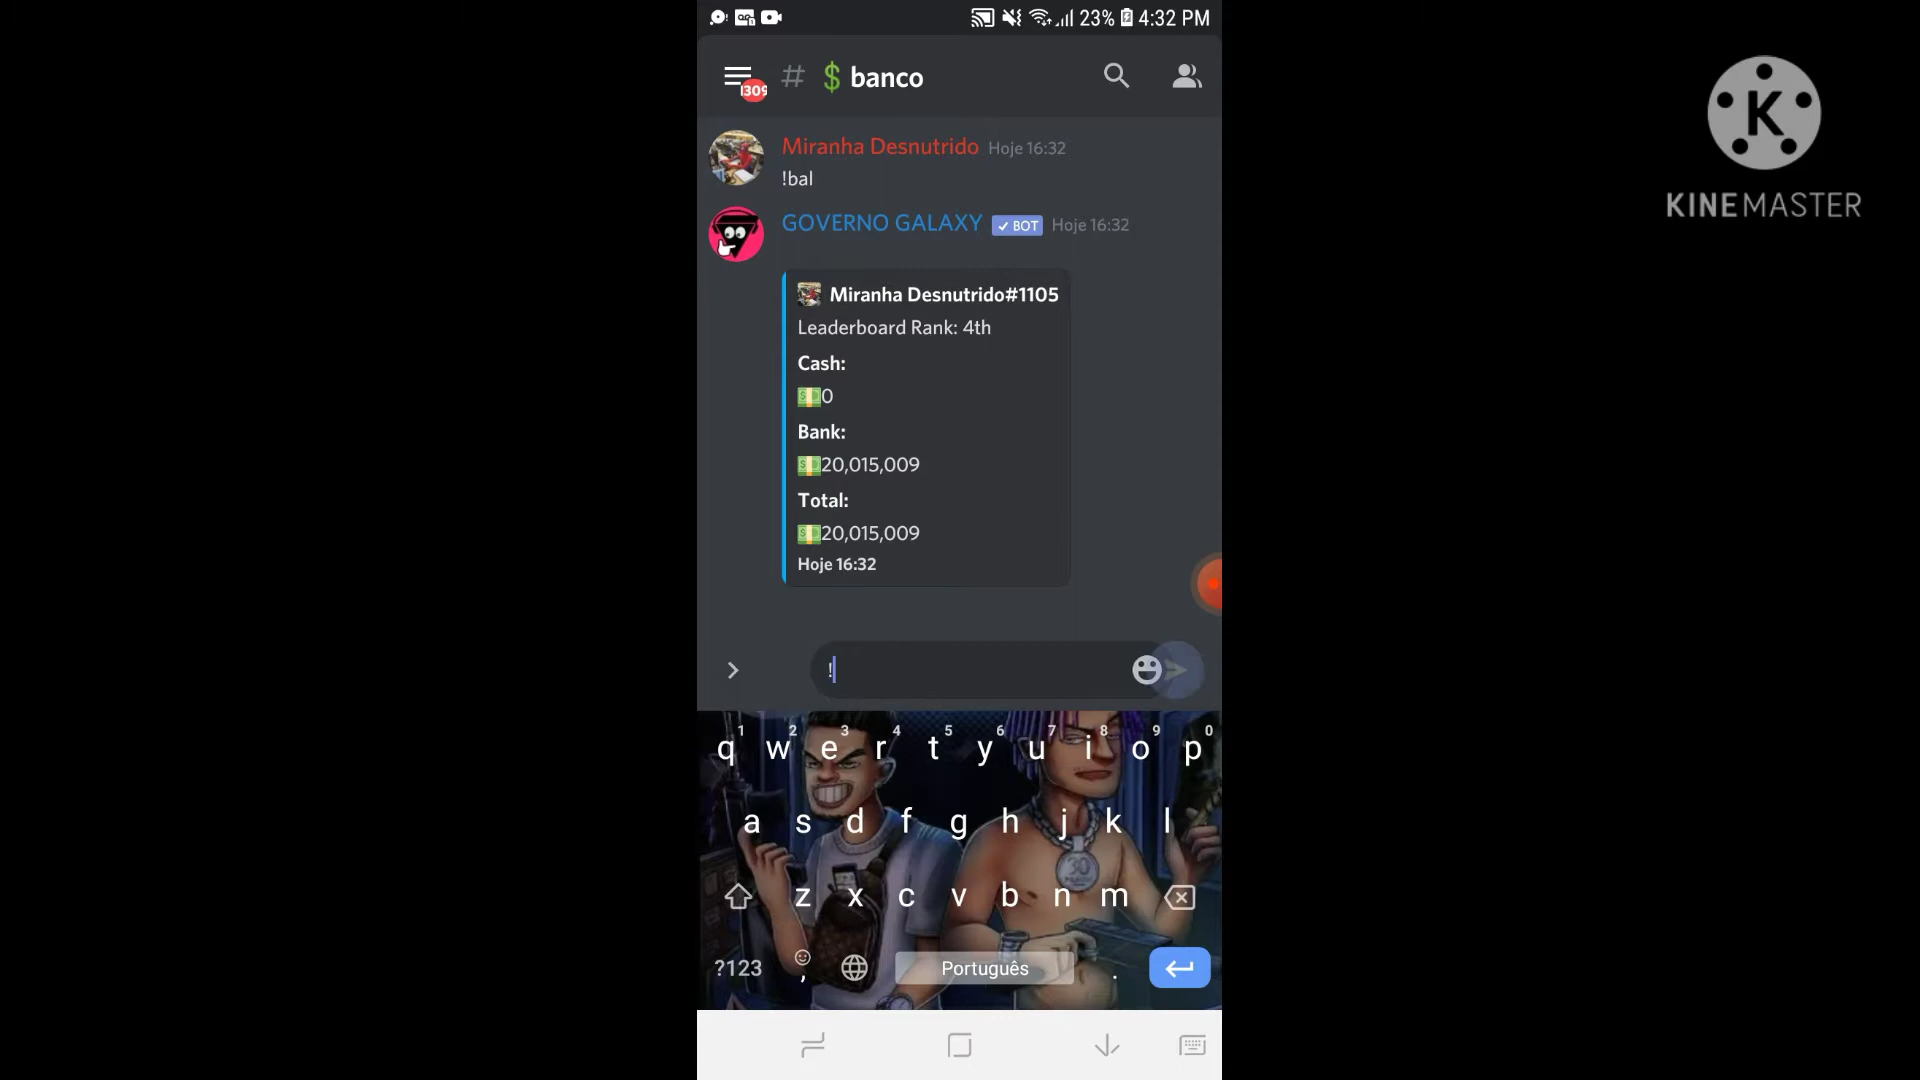 23% 4:32 PM
309
# $ banco
Miranha Desnutrido Hoje 16:32
!bal
GOVERNO GALAXY ✓ BOT Hoje 16:32
Miranha Desnutrido#1105
Leaderboard Rank: 4th
Cash:
0
Bank:
20,015,009
Total:
20,015,009
Hoje 16:32
!
1 2 3 4 5 6 7 8 9 0
q w e r t y u i o p
a s d f g h j k l
z x c v b n m
?123 , Português .
30
K
KINEMASTER